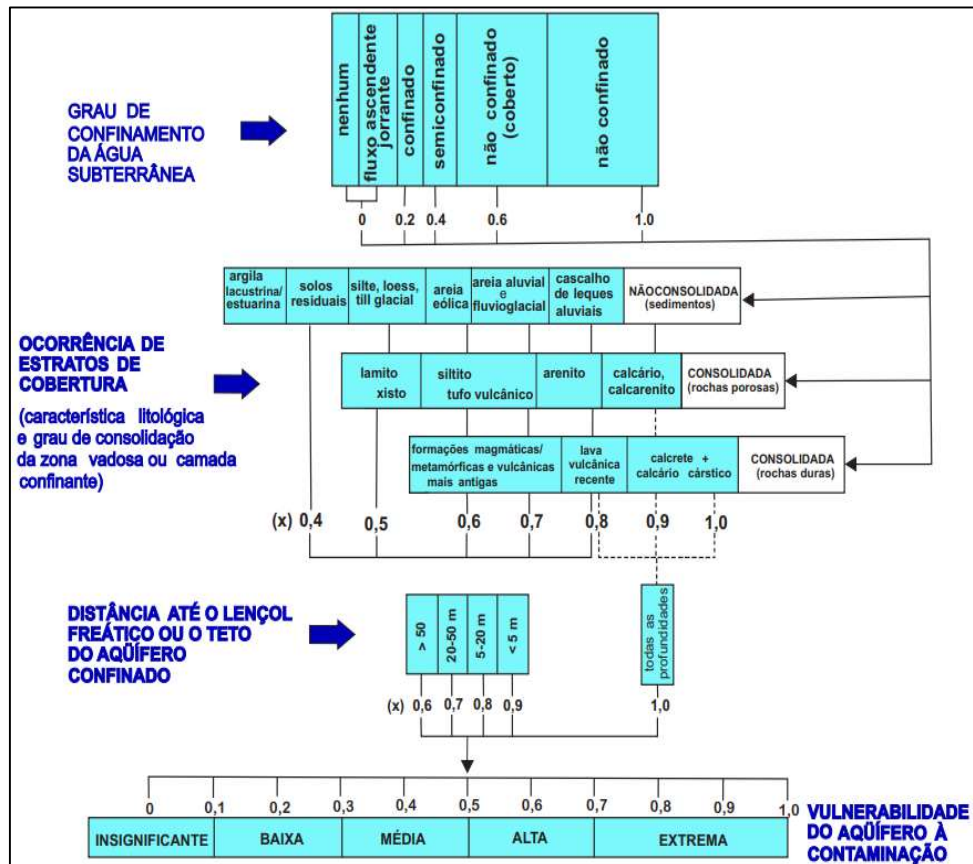 GRAU DE
CONFINAMENTO
DA ÁGUA
SUBTERRÂNEA
nenhum
fluxo ascendente
jorrante
confinado
semiconfinado
não confinado
(coberto)
não confinado
0
0.2
0.4
0.6
1.0
OCORRÊNCIA DE
ESTRATOS DE
COBERTURA
(característica litológica
e grau de consolidação
da zona vadosa ou camada
confinante)
argila
lacustrina/
estuarina
solos
residuais
silte, loess,
till glacial
areia
eólica
areia aluvial
e
fluvioglacial
cascalho
de leques
aluviais
NÃOCONSOLIDADA
(sedimentos)
lamito
xisto
siltito
tufo vulcânico
arenito
calcário,
calcarenito
CONSOLIDADA
(rochas porosas)
formações magmáticas/
metamórficas e vulcânicas
mais antigas
lava
vulcânica
recente
calcrete +
calcário cárstico
CONSOLIDADA
(rochas duras)
(x) 0,4 0,5 0,6 0,7 0,8 0,9 1,0
DISTÂNCIA ATÉ O LENÇOL
FREÁTICO OU O TETO
DO AQÜÍFERO
CONFINADO
> 50
20-50 m
5-20 m
< 5 m
todas as
profundidades
(x) 0,6 0,7 0,8 0,9 1,0
0 0,1 0,2 0,3 0,4 0,5 0,6 0,7 0,8 0,9 1,0
INSIGNIFICANTE BAIXA MÉDIA ALTA EXTREMA
VULNERABILIDADE
DO AQÜÍFERO À
CONTAMINAÇÃO